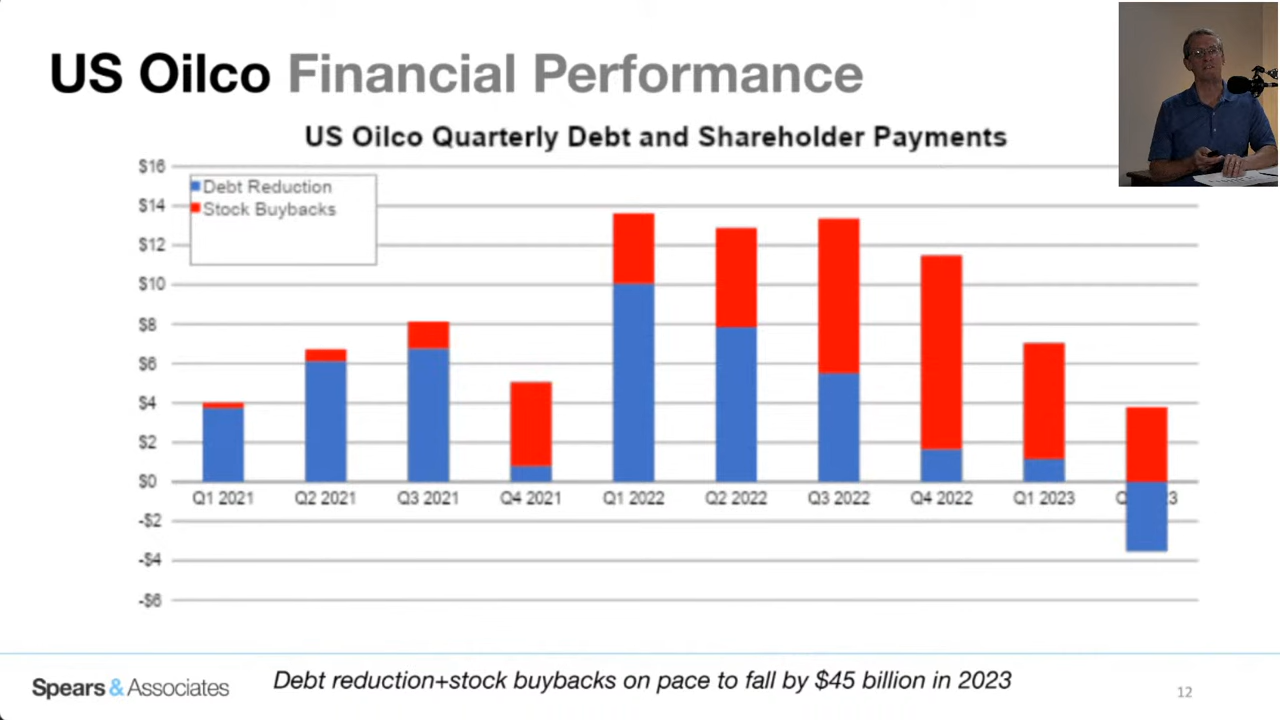 US Oilco Financial Performance
US Oilco Quarterly Debt and Shareholder Payments
$16
$14
$12
$10
$8
$6
$4
$2
$0
-$2
-$4
-$6
Debt Reduction
Stock Buybacks
Q1 2021
Q2 2021
Q3 2021
Q4 2021
Q1 2022
Q2 2022
Q3 2022
Q4 2022
Q1 2023
Spears & Associates
Debt reduction+stock buybacks on pace to fall by $45 billion in 2023
12